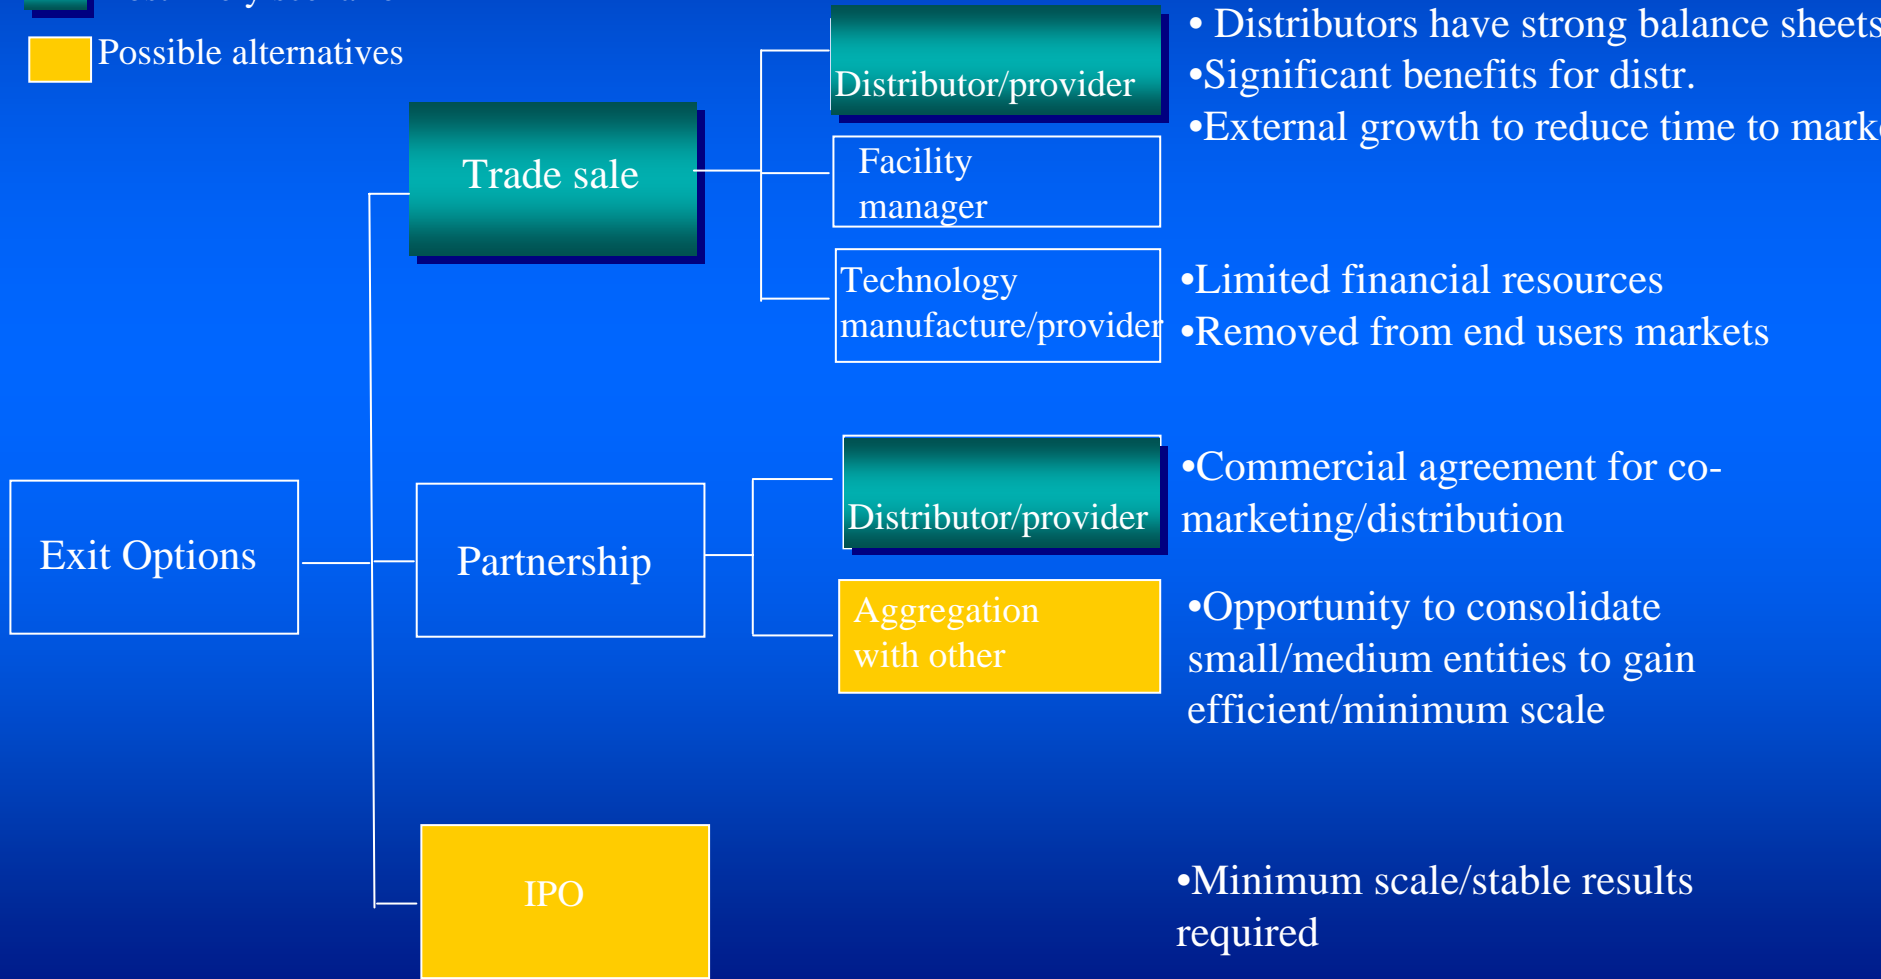 Possible alternatives
• Distributors have strong balance sheets
•Significant benefits for distr.
•External growth to reduce time to
Distributor/provider
Trade sale
Facility
manager
Technology
manufacture/provider
•Limited financial resources
•Removed from end users markets
•Commercial agreement for co-
marketing/distribution
Distributor/provider
Exit Options
Partnership
Aggregation
with other
•Opportunity to consolidate
small/medium entities to gain
efficient/minimum scale
IPO
•Minimum scale/stable results
required